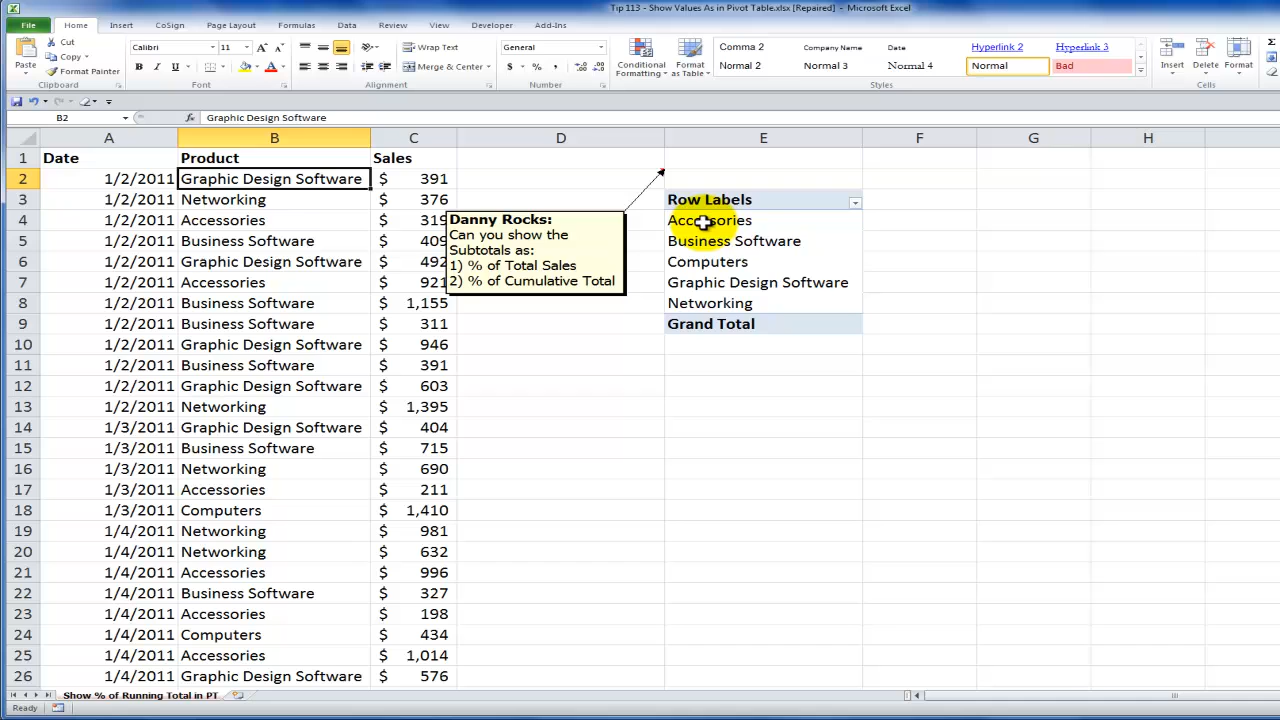 Tip 113 - Show Values As in Pivot Table.xlsx [Repaired] - Microsoft Excel
File Home Insert CoSign Page Layout Formulas Data Review View Developer Add-Ins
Paste
Cut
Copy
Format Painter
Clipboard
Calibri 11
B I U
Font
Wrap Text
Merge & Center
Alignment
General
$ % ,
Number
Conditional Formatting
Format as Table
Comma 2 Company Name Date Hyperlink 2 Hyperlink 3
Normal 2 Normal 3 Normal 4 Normal Bad
Styles
Insert Delete Format
Cells
B2 fx Graphic Design Software
A B C D E F G H
1 Date Product Sales
2 1/2/2011 Graphic Design Software $ 391
3 1/2/2011 Networking $ 376 Row Labels
4 1/2/2011 Accessories $ 319 Accessories
5 1/2/2011 Business Software $ 409 Business Software
6 1/2/2011 Graphic Design Software $ 492 Computers
7 1/2/2011 Accessories $ 921 Graphic Design Software
8 1/2/2011 Business Software $ 1,155 Networking
9 1/2/2011 Business Software $ 311 Grand Total
10 1/2/2011 Graphic Design Software $ 946
11 1/2/2011 Business Software $ 391
12 1/2/2011 Graphic Design Software $ 603
13 1/2/2011 Networking $ 1,395
14 1/3/2011 Graphic Design Software $ 404
15 1/3/2011 Business Software $ 715
16 1/3/2011 Networking $ 690
17 1/3/2011 Accessories $ 211
18 1/3/2011 Computers $ 1,410
19 1/4/2011 Networking $ 981
20 1/4/2011 Networking $ 632
21 1/4/2011 Accessories $ 996
22 1/4/2011 Business Software $ 327
23 1/4/2011 Accessories $ 198
24 1/4/2011 Computers $ 434
25 1/4/2011 Accessories $ 1,014
26 1/4/2011 Graphic Design Software $ 576
Danny Rocks:
Can you show the
Subtotals as:
1) % of Total Sales
2) % of Cumulative Total
Show % of Running Total in PT
Ready